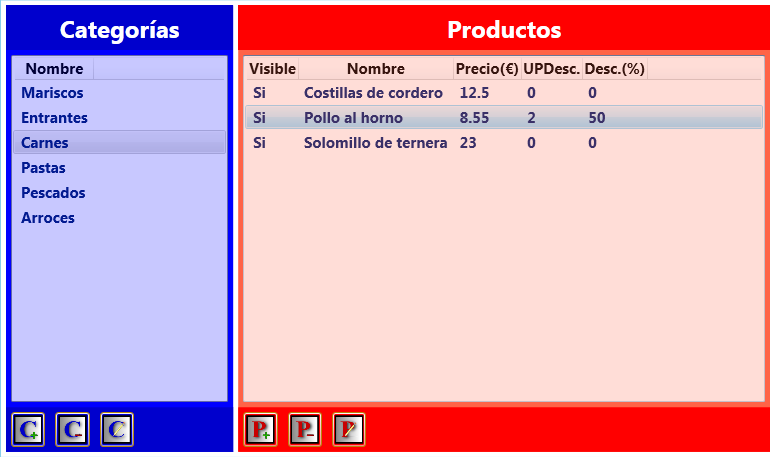 Categorías
Nombre
Mariscos
Entrantes
Carnes
Pastas
Pescados
Arroces
C+ C- C
Productos
Visible Nombre Precio(€) UPDesc. Desc.(%)
Si Costillas de cordero 12.5 0 0
Si Pollo al horno 8.55 2 50
Si Solomillo de ternera 23 0 0
P+ P- P